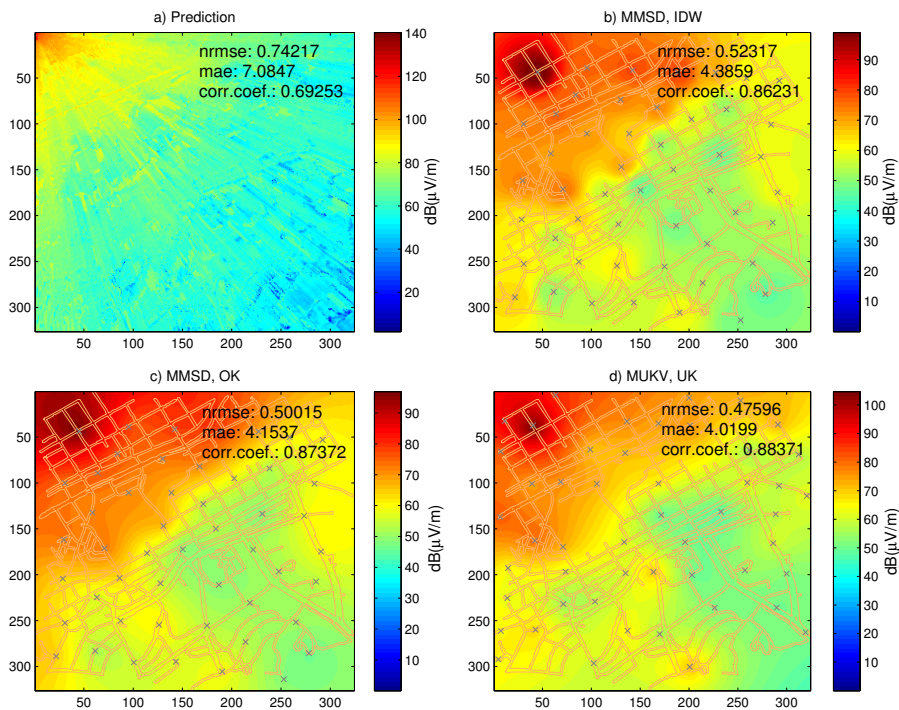 a) Prediction
nrmse: 0.74217
mae: 7.0847
corr.coef.: 0.69253
50
100
150
200
250
300
50 100 150 200 250 300
140
120
100
80
60
40
20
dB(μV/m)
b) MMSD, IDW
nrmse: 0.52317
mae: 4.3859
corr.coef.: 0.86231
50
100
150
200
250
300
50 100 150 200 250 300
90
80
70
60
50
40
30
20
10
dB(μV/m)
c) MMSD, OK
nrmse: 0.50015
mae: 4.1537
corr.coef.: 0.87372
50
100
150
200
250
300
50 100 150 200 250 300
90
80
70
60
50
40
30
20
10
dB(μV/m)
d) MUKV, UK
nrmse: 0.47596
mae: 4.0199
corr.coef.: 0.88371
50
100
150
200
250
300
50 100 150 200 250 300
100
90
80
70
60
50
40
30
20
10
dB(μV/m)